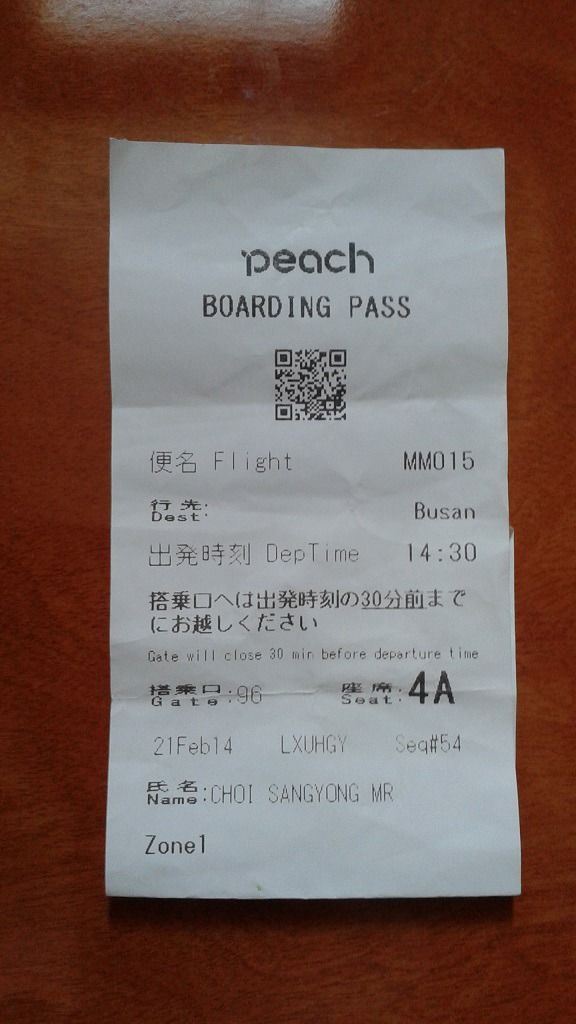 peach
BOARDING PASS
便名 Flight MM015
行先 Dest: Busan
出発時刻 DepTime 14:30
搭乗口へは出発時刻の30分前まで
にお越しください
Gate will close 30 min before departure time
搭乗口 Gate:96 座席 Seat:4A
21Feb14 LXUHGY Seq#54
氏名 Name:CHOI SANGYONG MR
Zone1